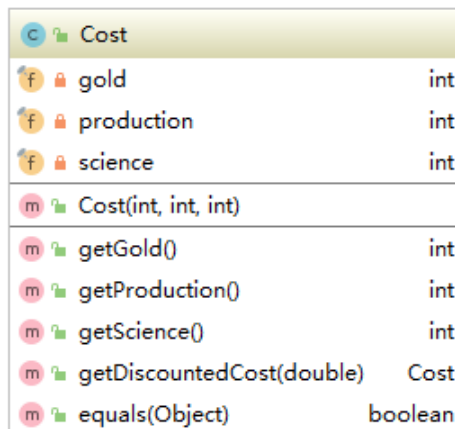 C Cost
f gold int
f production int
f science int
m Cost(int, int, int)
m getGold() int
m getProduction() int
m getScience() int
m getDiscountedCost(double) Cost
m equals(Object) boolean